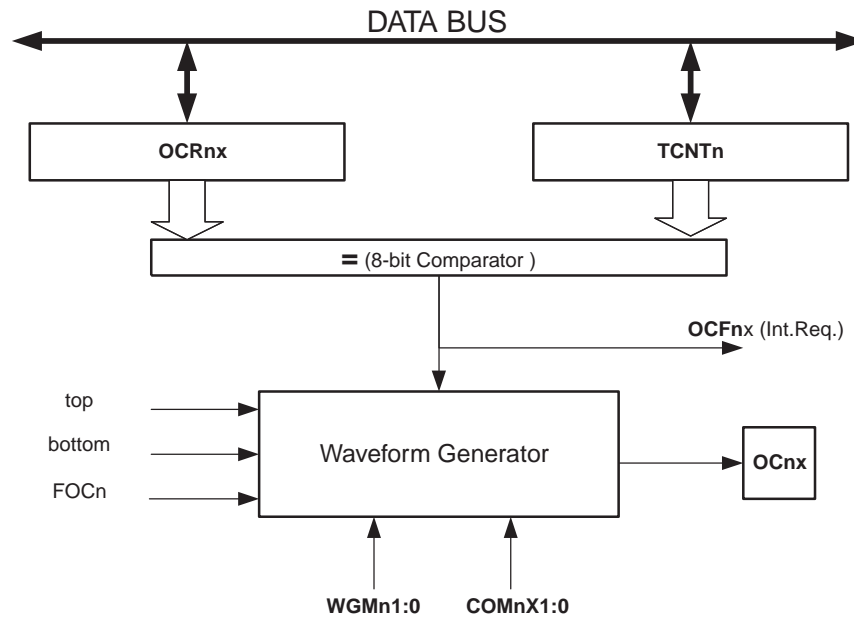 DATA BUS
OCRnx
TCNTn
= (8-bit Comparator )
OCFnx (Int.Req.)
top
bottom
FOCn
Waveform Generator
OCnx
WGMn1:0
COMnX1:0